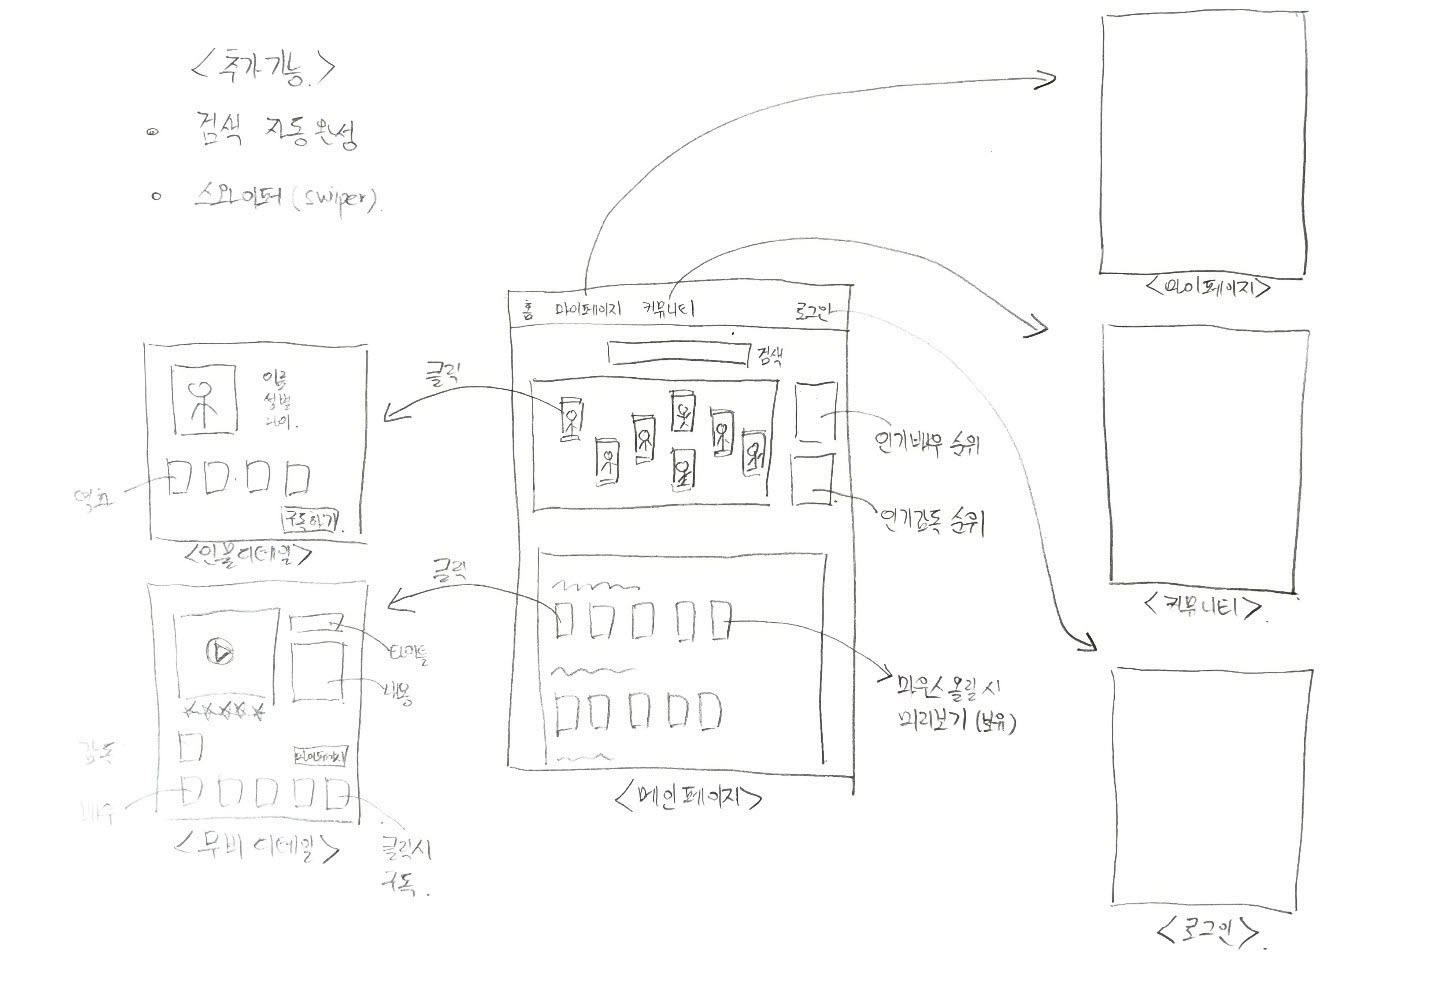 <추가기능.>
검색 자동완성
스와이퍼 (swiper).
홈 마이페이지 커뮤니티 로그인
검색
인기배우 순위
인기감독 순위
마우스 올릴 시
미리보기 (보류)
<메인페이지>
클릭
이름
성별
나이.
영화
구독하기.
<인물디테일>
클릭
타이틀
내용
감독
배우
클릭시
구독.
<무비 디테일>
<마이페이지>
<커뮤니티>.
<로그인>.